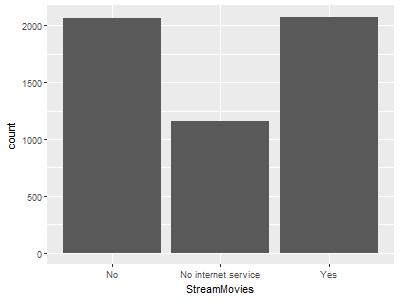 2000
1500
1000
500
0
count
No
No internet service
Yes
StreamMovies